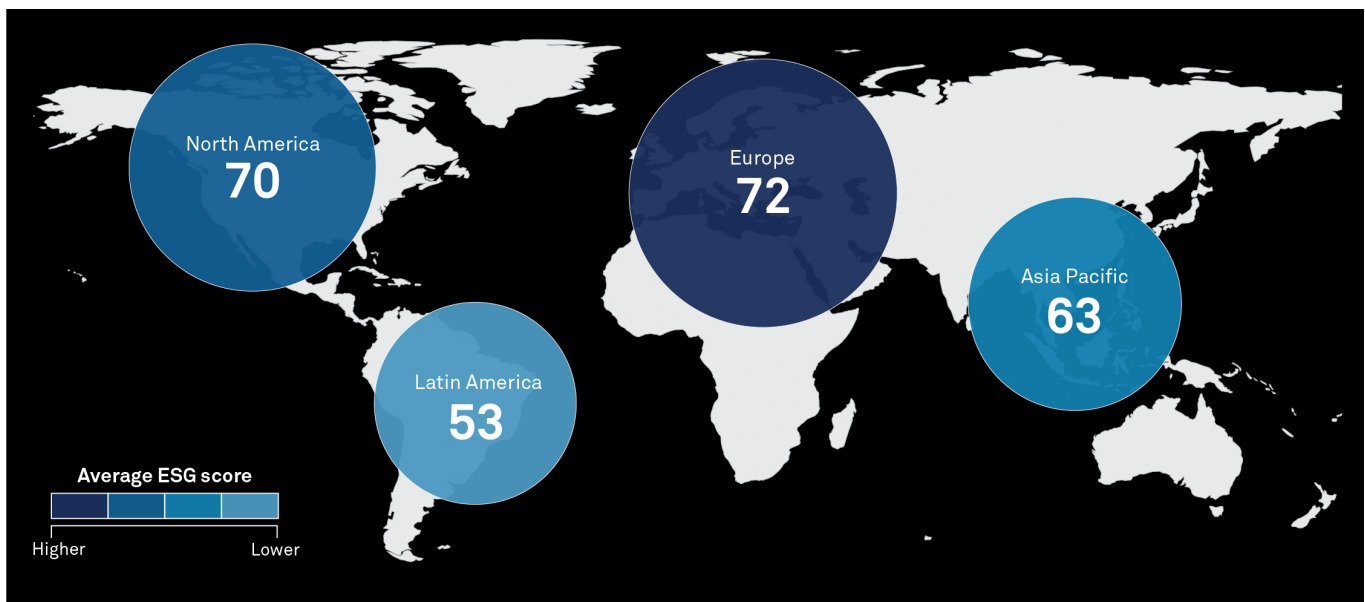 North America
70
Europe
72
Asia Pacific
63
Latin America
53
Average ESG score
Higher
Lower